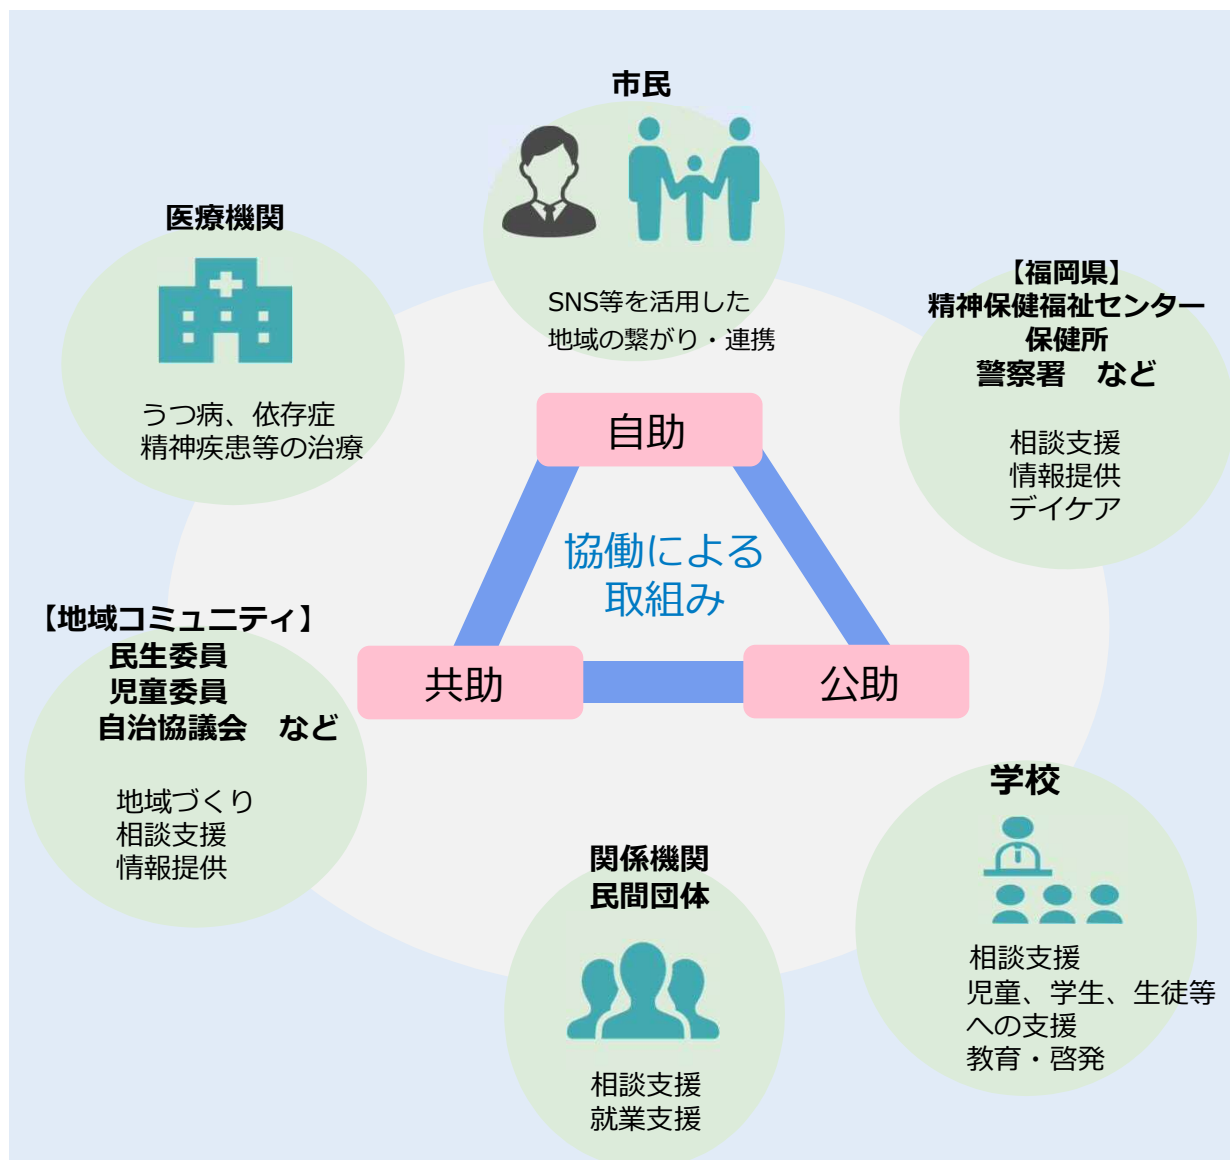 市民
SNS等を活用した
地域の繋がり・連携
医療機関
うつ病、依存症
精神疾患等の治療
【福岡県】
精神保健福祉センター
保健所
警察署　など
相談支援
情報提供
デイケア
自助
協働による
取組み
共助
公助
【地域コミュニティ】
民生委員
児童委員
自治協議会　など
地域づくり
相談支援
情報提供
関係機関
民間団体
相談支援
就業支援
学校
相談支援
児童、学生、生徒等
への支援
教育・啓発